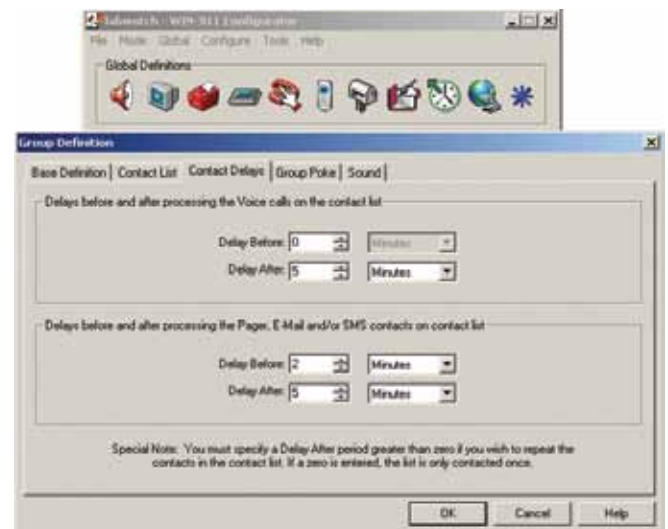 labwatch - WIN-911 Configurator
File Mode Global Configure Tools Help
Global Definitions
Group Definition
Base Definition Contact List Contact Delays Group Poke Sound
Delays before and after processing the Voice calls on the contact list
Delay Before: 0 Minutes
Delay After: 5 Minutes
Delays before and after processing the Pager, E-Mail and/or SMS contacts on contact list
Delay Before: 2 Minutes
Delay After: 5 Minutes
Special Note: You must specify a Delay After period greater than zero if you wish to repeat the
contacts in the contact list. If a zero is entered, the list is only contacted once.
OK Cancel Help